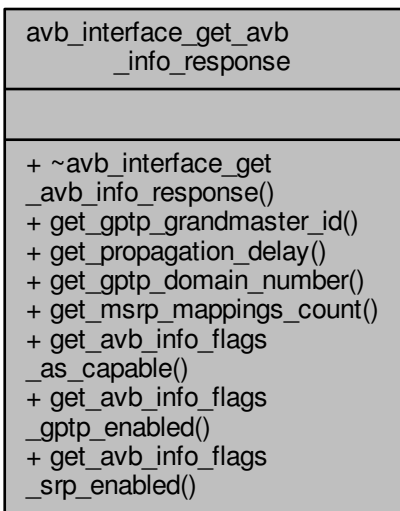 avb_interface_get_avb
_info_response
+ ~avb_interface_get
_avb_info_response()
+ get_gptp_grandmaster_id()
+ get_propagation_delay()
+ get_gptp_domain_number()
+ get_msrp_mappings_count()
+ get_avb_info_flags
_as_capable()
+ get_avb_info_flags
_gptp_enabled()
+ get_avb_info_flags
_srp_enabled()